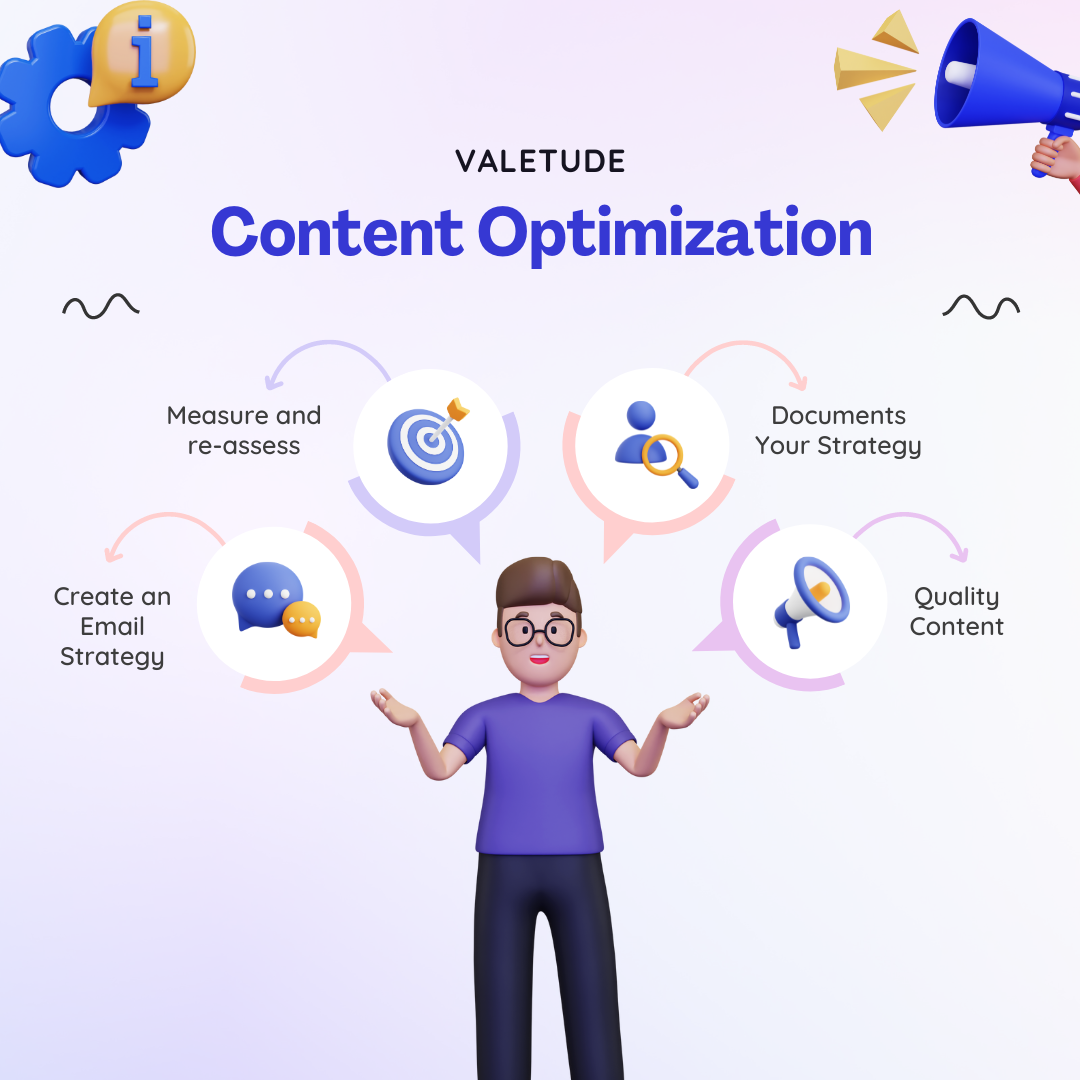 i
VALETUDE
Content Optimization
Measure and
re-assess
Documents
Your Strategy
Create an
Email
Strategy
Quality
Content